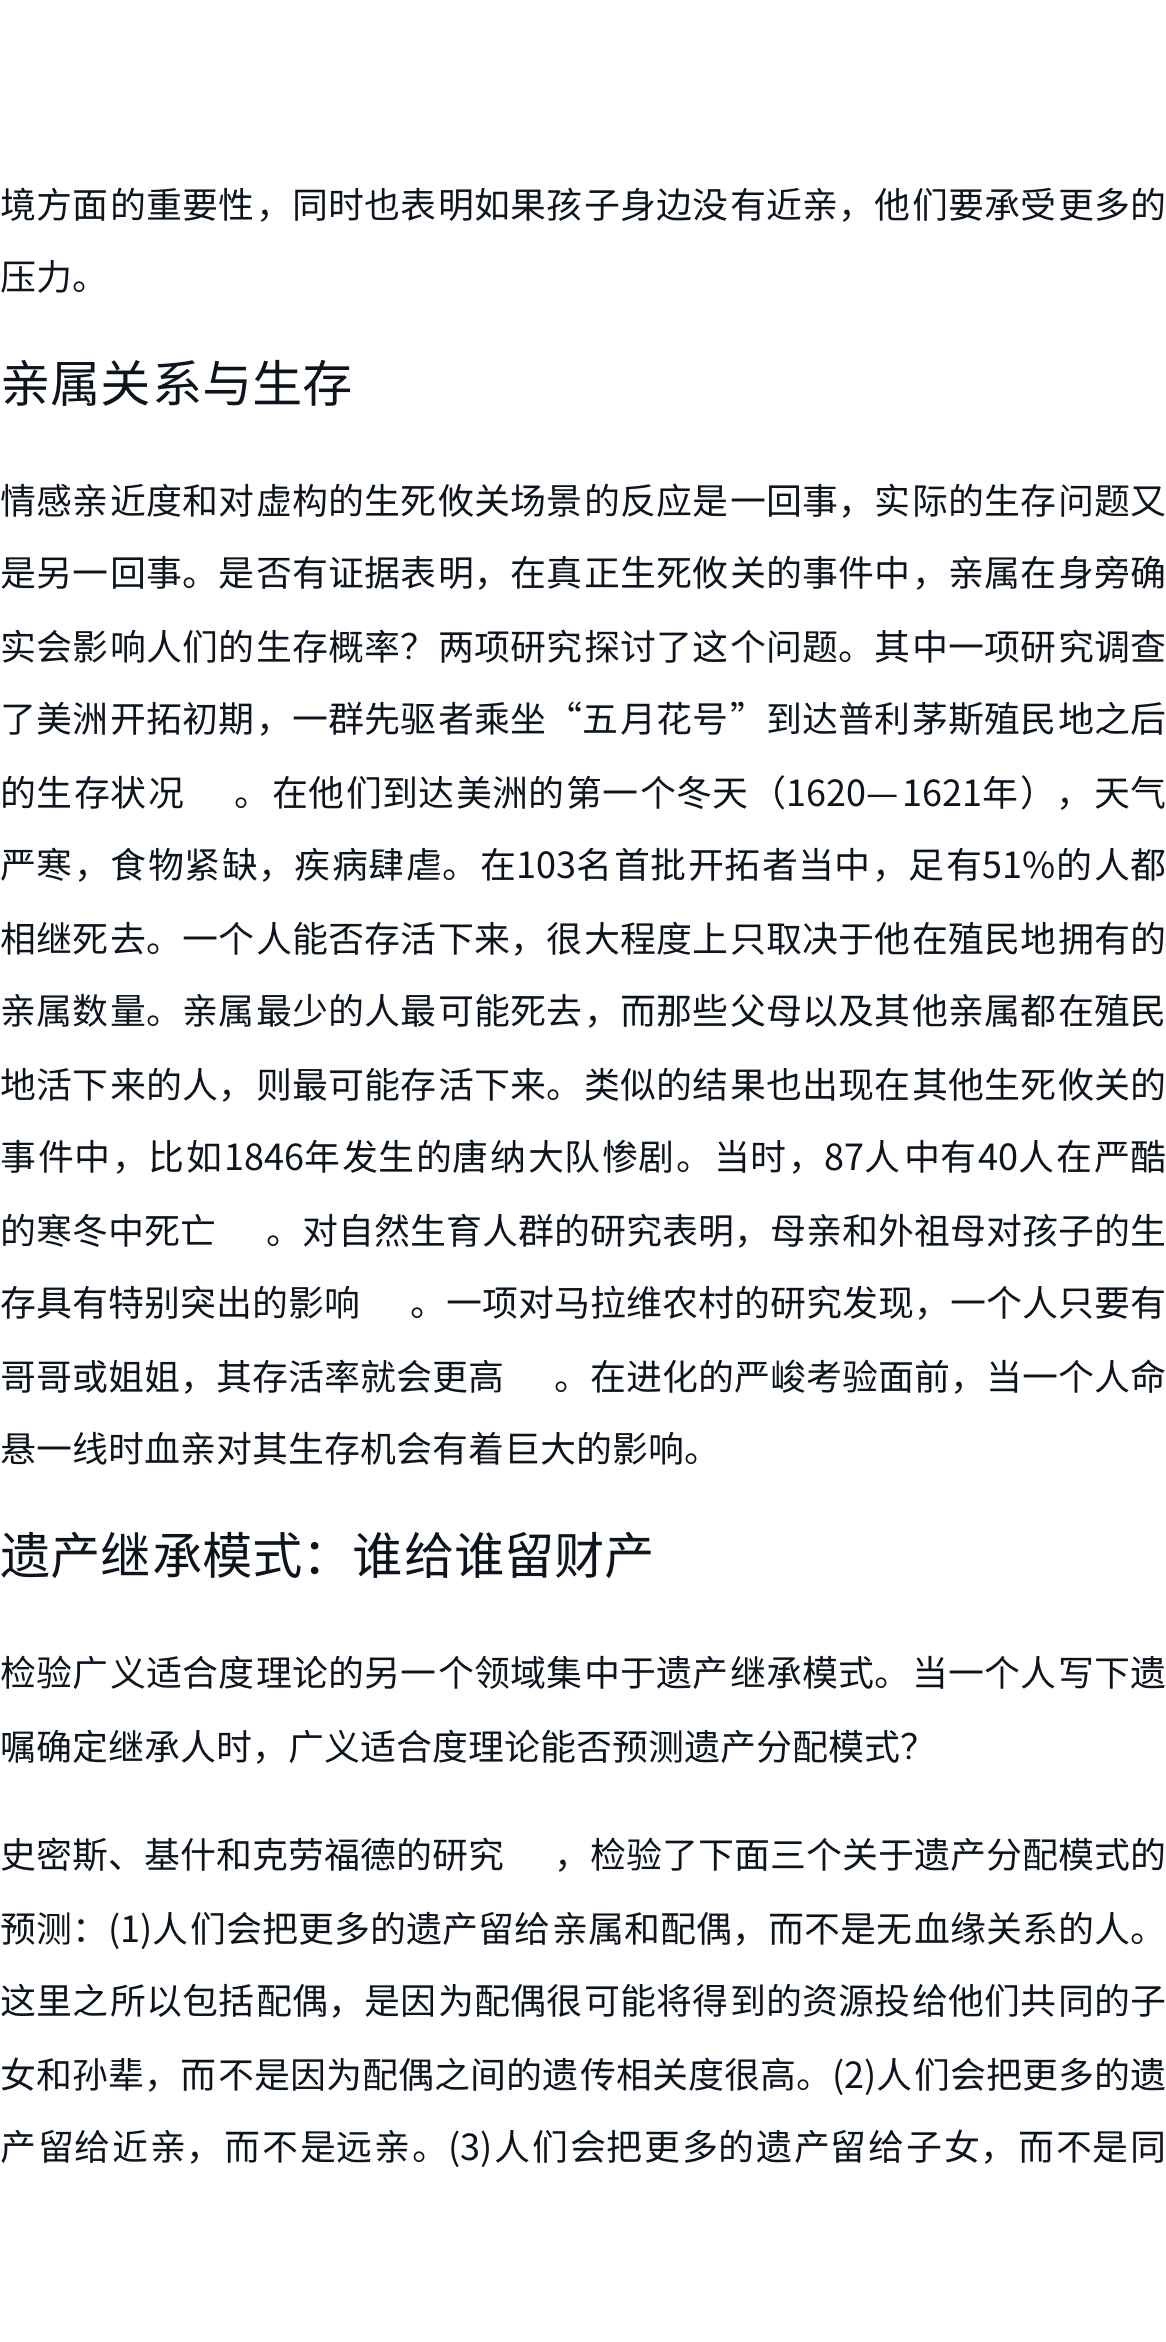 境方面的重要性，同时也表明如果孩子身边没有近亲，他们要承受更多的
压力。
亲属关系与生存
情感亲近度和对虚构的生死攸关场景的反应是一回事，实际的生存问题又
是另一回事。是否有证据表明，在真正生死攸关的事件中，亲属在身旁确
实会影响人们的生存概率？两项研究探讨了这个问题。其中一项研究调查
了美洲开拓初期，一群先驱者乘坐“五月花号”到达普利茅斯殖民地之后
的生存状况 。在他们到达美洲的第一个冬天（1620—1621年），天气
严寒，食物紧缺，疾病肆虐。在103名首批开拓者当中，足有51%的人都
相继死去。一个人能否存活下来，很大程度上只取决于他在殖民地拥有的
亲属数量。亲属最少的人最可能死去，而那些父母以及其他亲属都在殖民
地活下来的人，则最可能存活下来。类似的结果也出现在其他生死攸关的
事件中，比如1846年发生的唐纳大队惨剧。当时，87人中有40人在严酷
的寒冬中死亡 。对自然生育人群的研究表明，母亲和外祖母对孩子的生
存具有特别突出的影响 。一项对马拉维农村的研究发现，一个人只要有
哥哥或姐姐，其存活率就会更高 。在进化的严峻考验面前，当一个人命
悬一线时血亲对其生存机会有着巨大的影响。
遗产继承模式：谁给谁留财产
检验广义适合度理论的另一个领域集中于遗产继承模式。当一个人写下遗
嘱确定继承人时，广义适合度理论能否预测遗产分配模式？
史密斯、基什和克劳福德的研究 ，检验了下面三个关于遗产分配模式的
预测：(1)人们会把更多的遗产留给亲属和配偶，而不是无血缘关系的人。
这里之所以包括配偶，是因为配偶很可能将得到的资源投给他们共同的子
女和孙辈，而不是因为配偶之间的遗传相关度很高。(2)人们会把更多的遗
产留给近亲，而不是远亲。(3)人们会把更多的遗产留给子女，而不是同